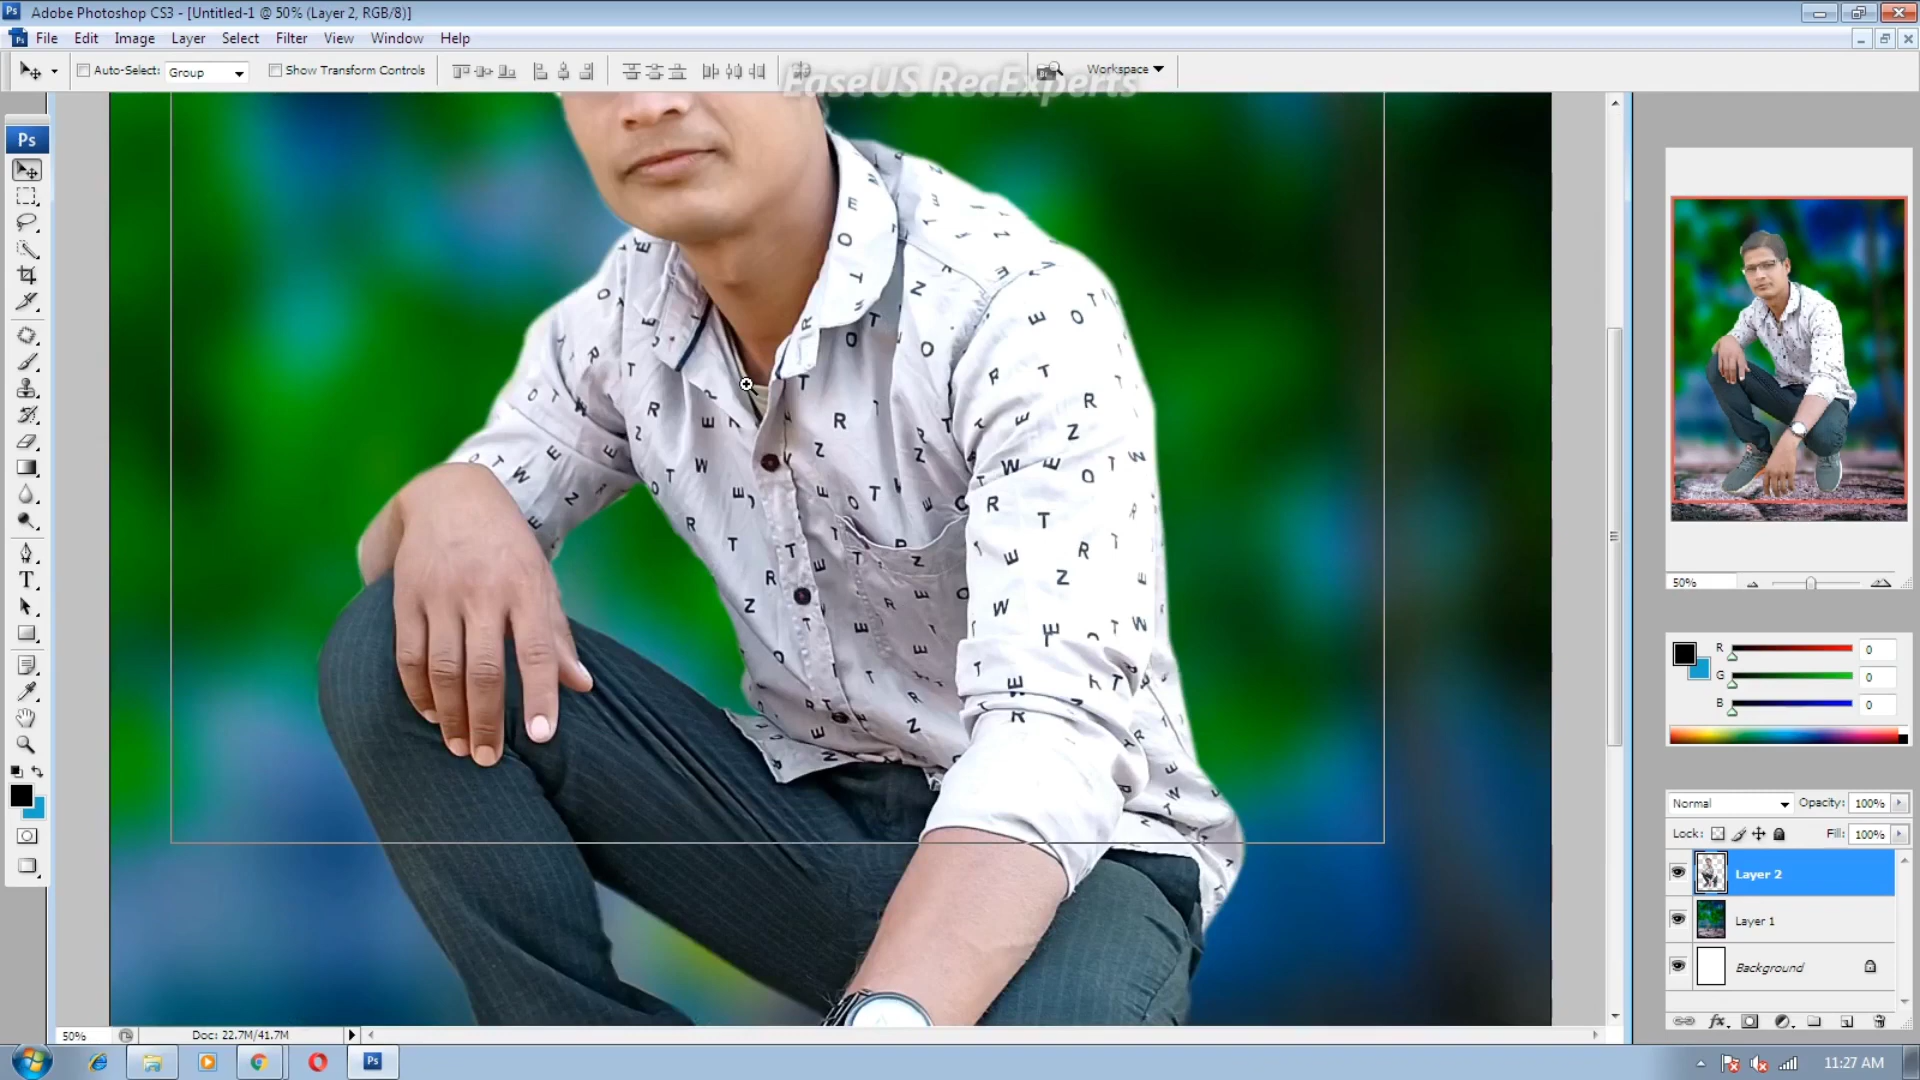 Adobe Photoshop CS3 - [Untitled-1 @ 50% (Layer 2, RGB/8)]
File Edit Image Layer Select Filter View Window Help
Auto-Select: Group Show Transform Controls Workspace
EaseUS RecExperts
Ps
50%
R 0
G 0
B 0
Normal Opacity: 100%
Lock: Fill: 100%
Layer 2
Layer 1
Background
50% Doc: 22.7M/41.7M
11:27 AM